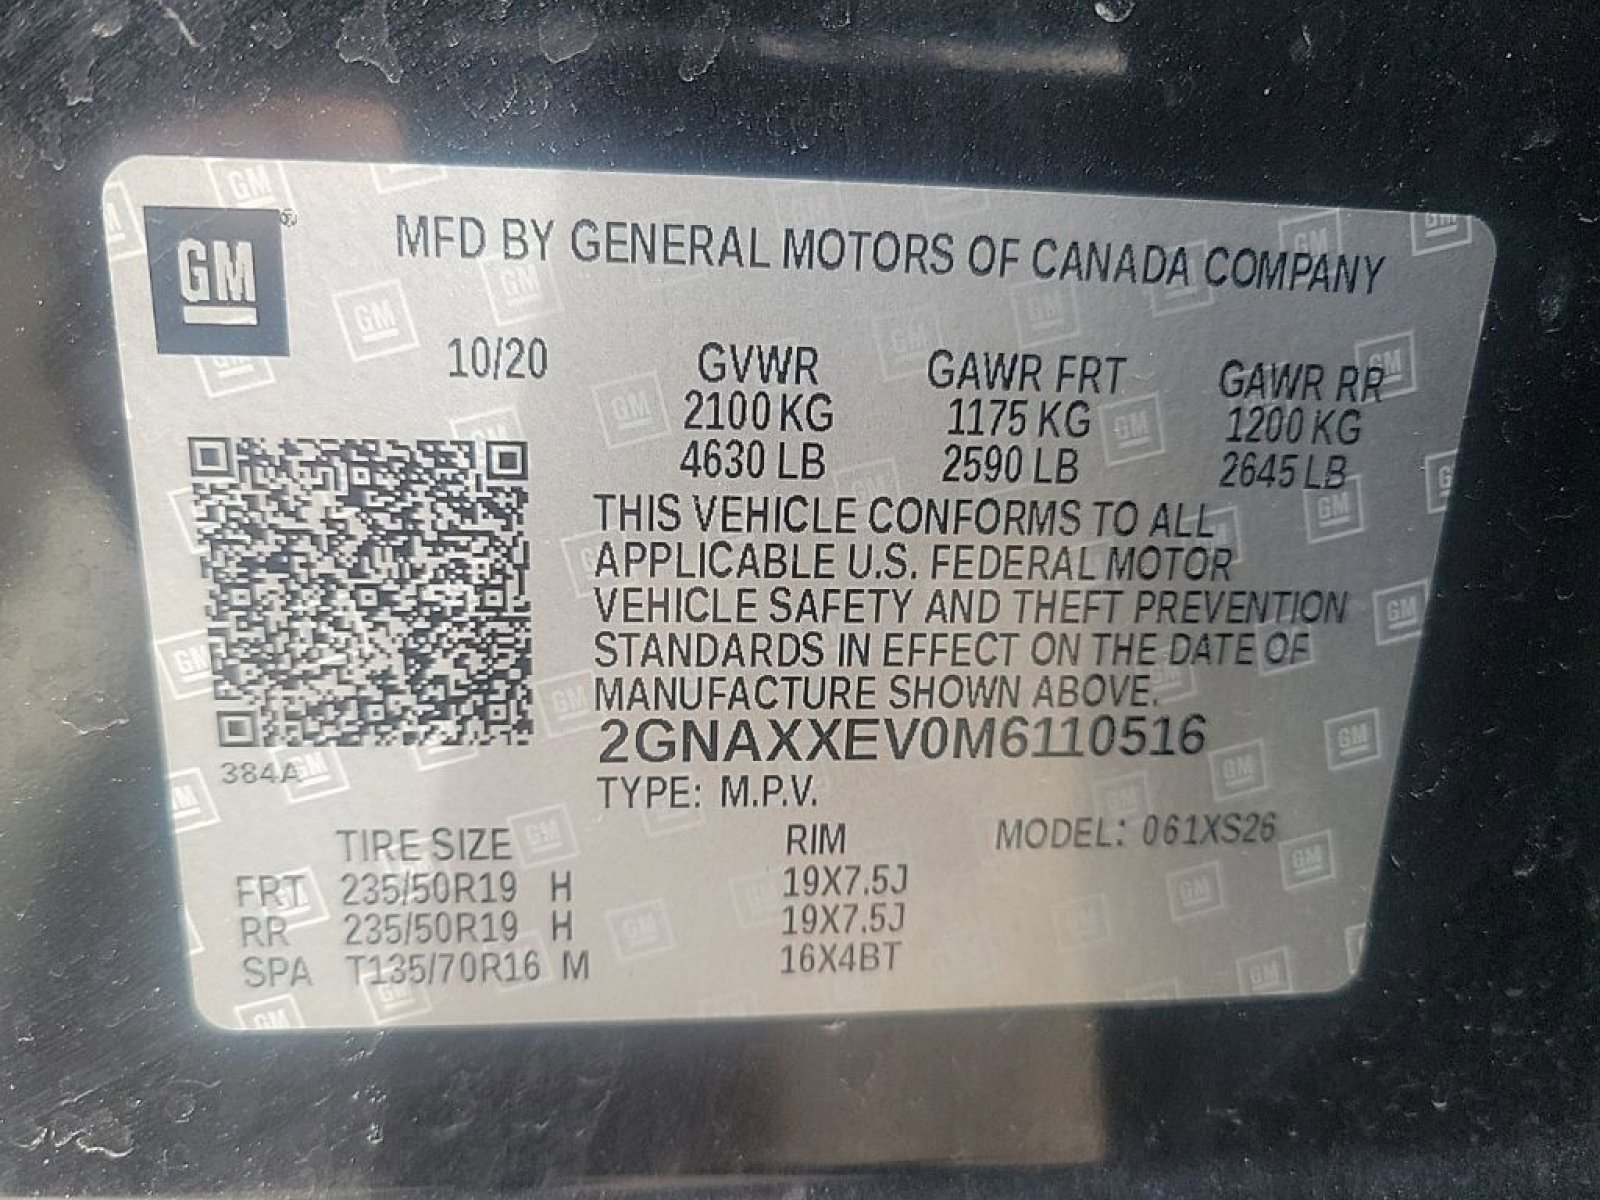 GM®
MFD BY GENERAL MOTORS OF CANADA COMPANY
10/20 GVWR GAWR FRT GAWR RR
2100 KG 1175 KG 1200 KG
4630 LB 2590 LB 2645 LB
THIS VEHICLE CONFORMS TO ALL
APPLICABLE U.S. FEDERAL MOTOR
VEHICLE SAFETY AND THEFT PREVENTION
STANDARDS IN EFFECT ON THE DATE OF
MANUFACTURE SHOWN ABOVE.
2GNAXXEV0M6110516
384A
TYPE: M.P.V.
TIRE SIZE RIM MODEL: 061XS26
FRT 235/50R19 H 19X7.5J
RR 235/50R19 H 19X7.5J
SPA T135/70R16 M 16X4BT